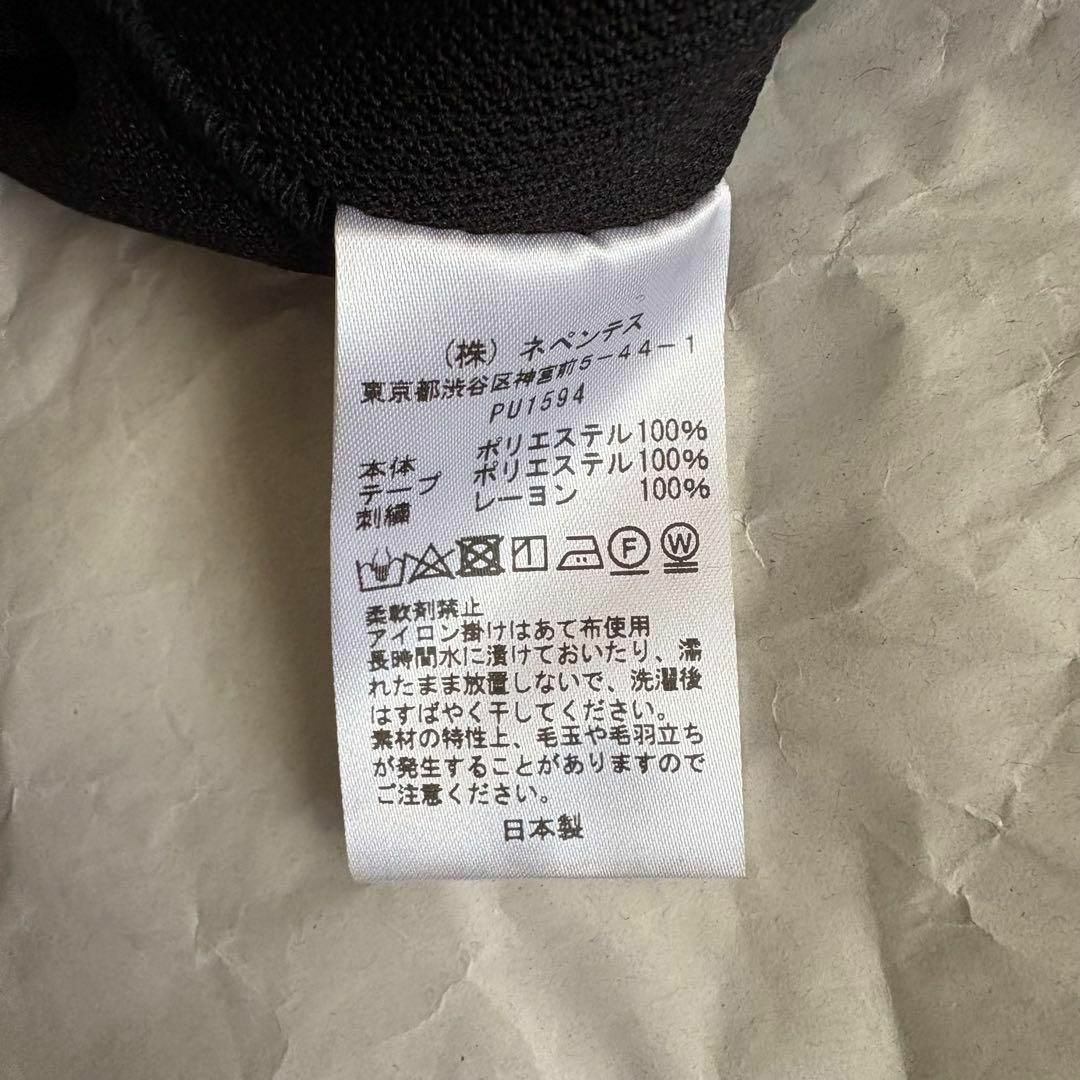 (株) ネペンテス
東京都渋谷区神宮前5-44-1
PU1594
本体 ポリエステル100%
テープ ポリエステル100%
刺繍 レーヨン 100%
F W
柔軟剤禁止
アイロン掛けはあて布使用
長時間水に漬けておいたり、濡
れたまま放置しないで、洗濯後
はすばやく干してください。
素材の特性上、毛玉や毛羽立ち
が発生することがありますので
ご注意ください。
日本製